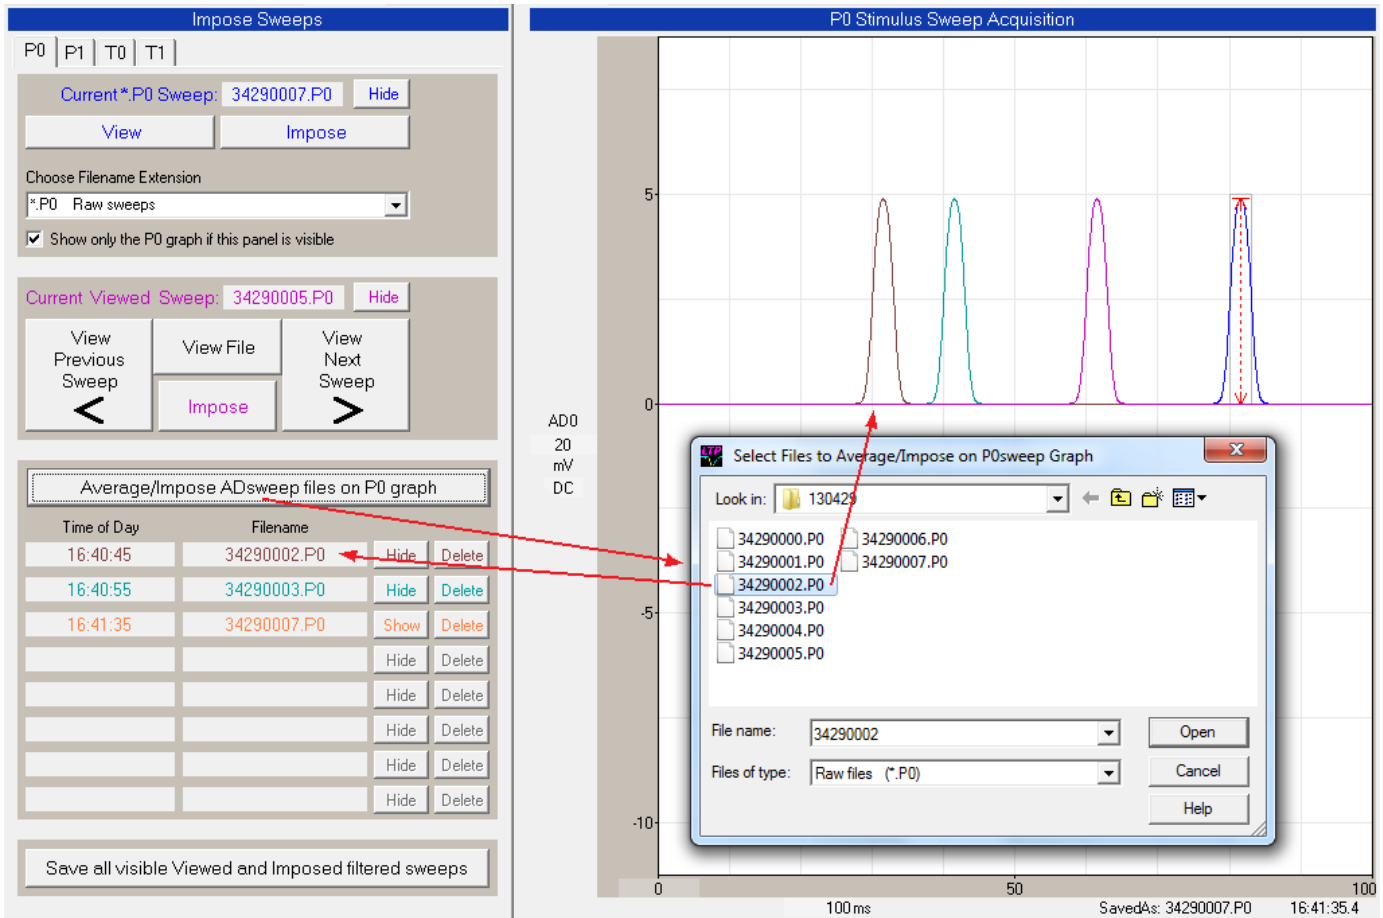 Impose Sweeps
P0 P1 T0 T1
Current *.P0 Sweep: 34290007.P0 Hide
View Impose
Choose Filename Extension
*.P0 Raw sweeps
Show only the P0 graph if this panel is visible
Current Viewed Sweep: 34290005.P0 Hide
View Previous Sweep <
View File
Impose
View Next Sweep >
Average/Impose ADsweep files on P0 graph
Time of Day Filename
16:40:45 34290002.P0 Hide Delete
16:40:55 34290003.P0 Hide Delete
16:41:35 34290007.P0 Show Delete
Hide Delete
Hide Delete
Hide Delete
Hide Delete
Hide Delete
Save all visible Viewed and Imposed filtered sweeps
P0 Stimulus Sweep Acquisition
AD0
20
mV
DC
5
0
-5
-10
0 50 100
100 ms SavedAs: 34290007.P0 16:41:35.4
LTP Select Files to Average/Impose on P0sweep Graph
Look in: 130429
34290000.P0
34290001.P0
34290002.P0
34290003.P0
34290004.P0
34290005.P0
34290006.P0
34290007.P0
File name: 34290002 Open
Files of type: Raw files (*.P0) Cancel
Help